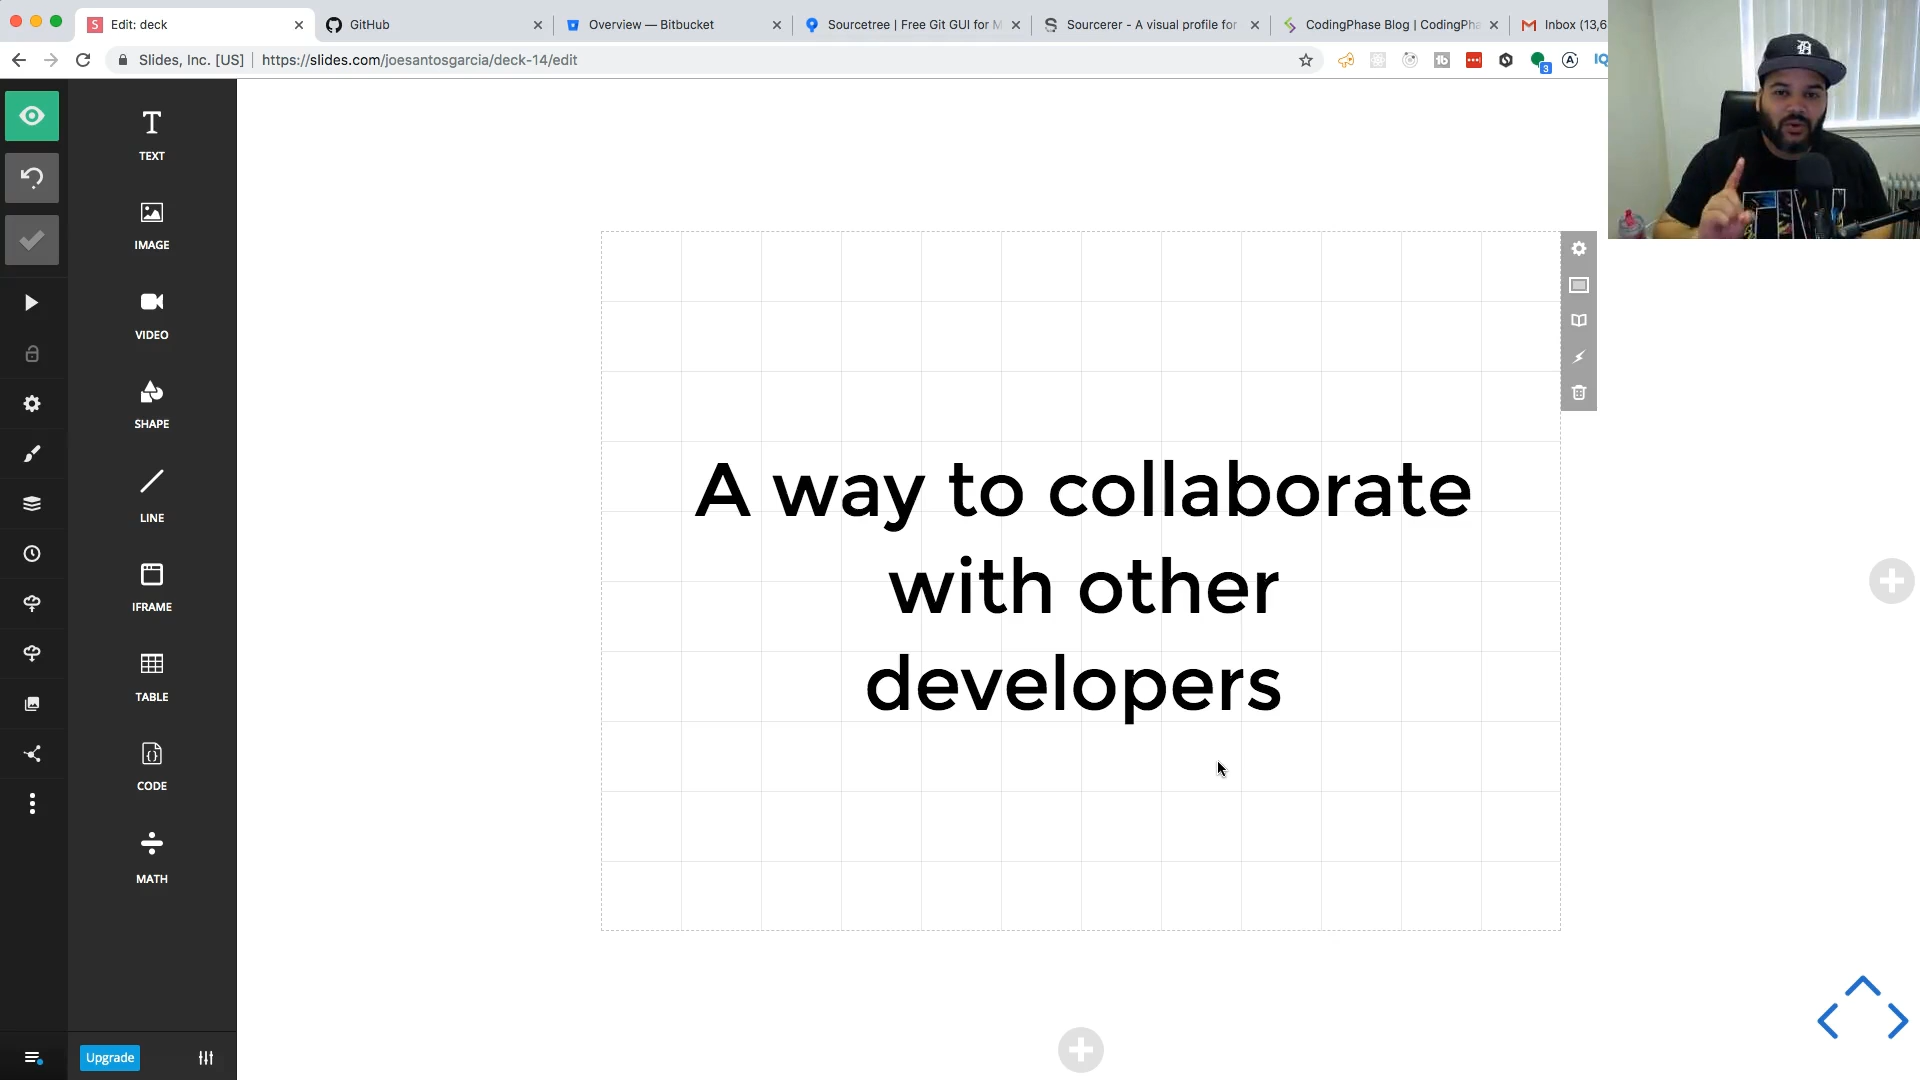 Edit: deck
GitHub
Overview — Bitbucket
Sourcetree | Free Git GUI for M
Sourcerer - A visual profile for
CodingPhase Blog | CodingPha
Inbox (13,6
Slides, Inc. [US]
https://slides.com/joesantosgarcia/deck-14/edit
3
TEXT
IMAGE
VIDEO
SHAPE
LINE
IFRAME
TABLE
CODE
MATH
Upgrade
A way to collaborate
with other
developers